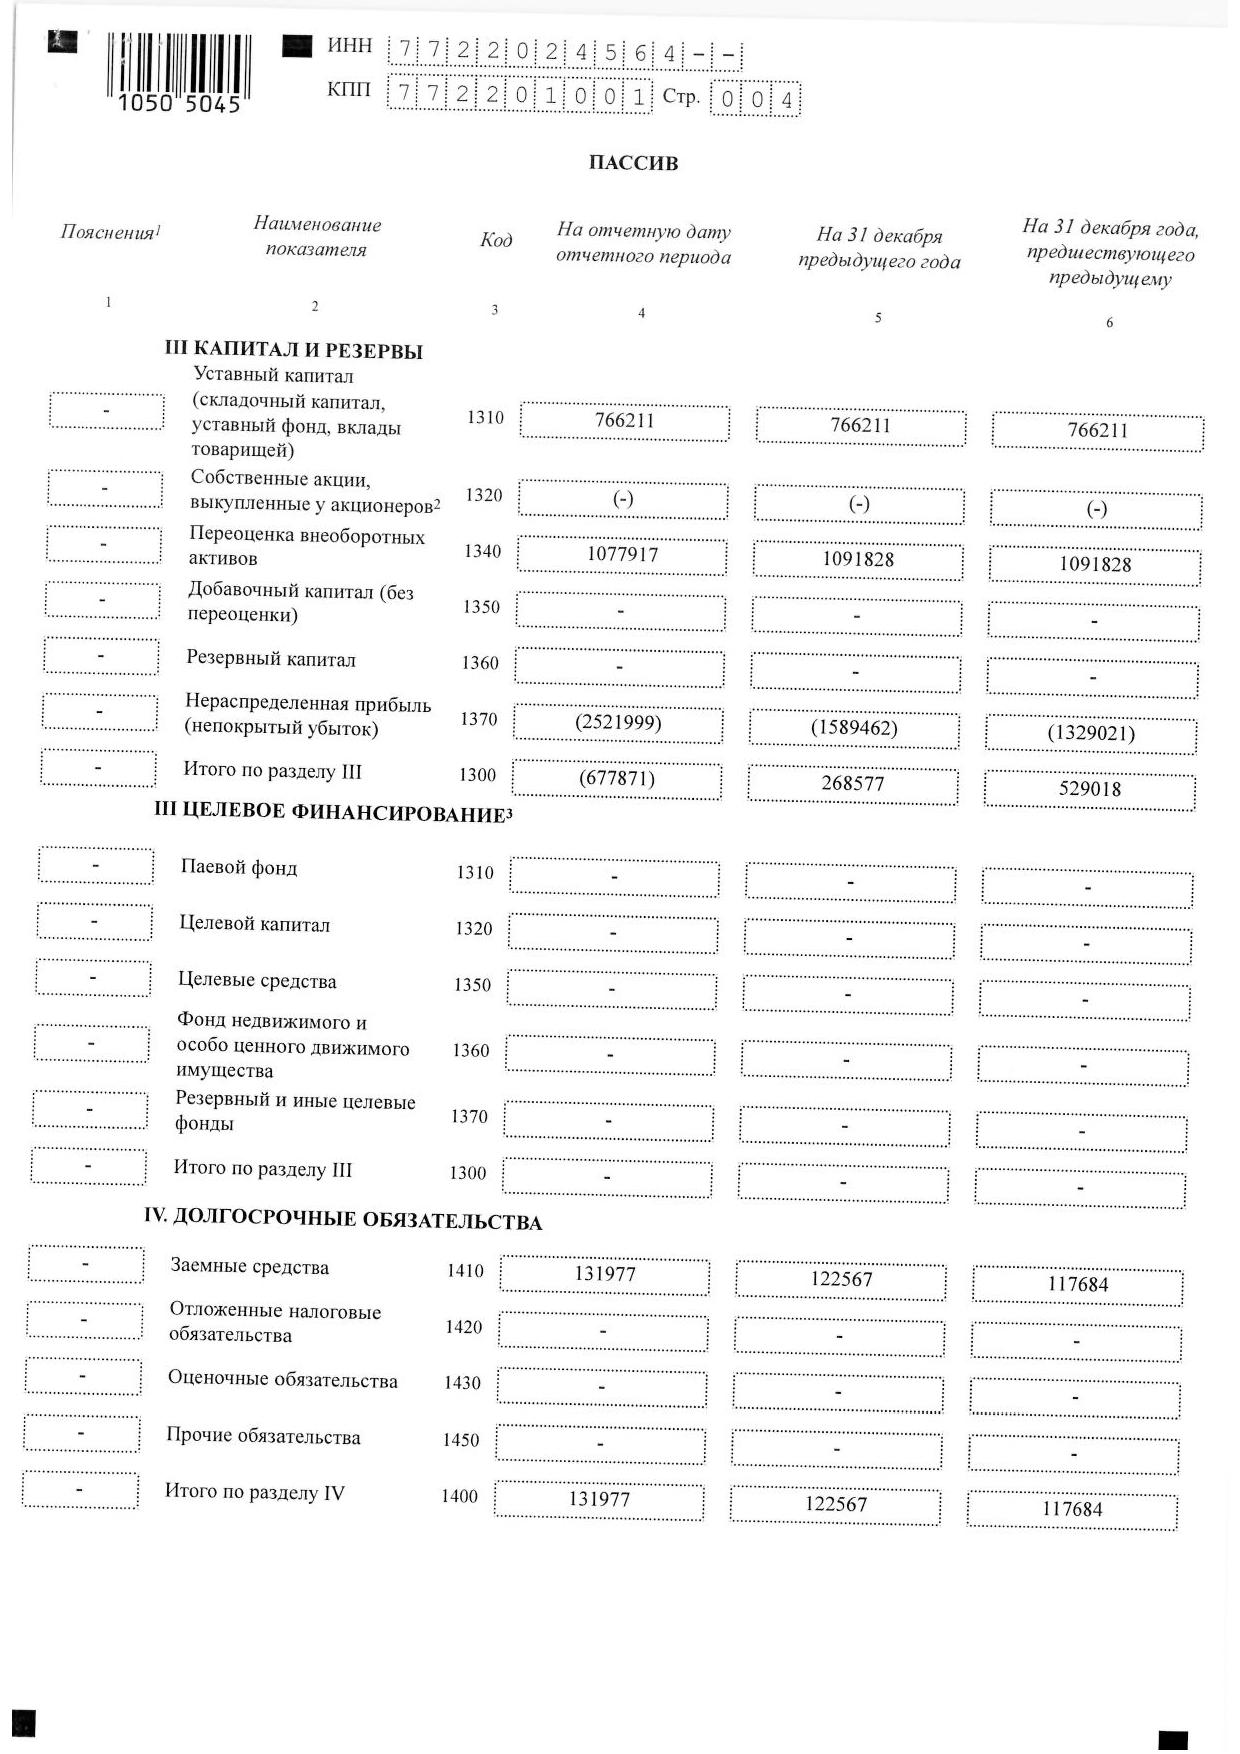 ИНН 7722024564--
1050 5045
КПП 772201001 Стр. 004
ПАССИВ
Пояснения1 Наименование показателя Код На отчетную дату отчетного периода На 31 декабря предыдущего года На 31 декабря года, предшествующего предыдущему
1 2 3 4 5 6
III КАПИТАЛ И РЕЗЕРВЫ
- Уставный капитал (складочный капитал, уставный фонд, вклады товарищей) 1310 766211 766211 766211
- Собственные акции, выкупленные у акционеров2 1320 (-) (-) (-)
- Переоценка внеоборотных активов 1340 1077917 1091828 1091828
- Добавочный капитал (без переоценки) 1350 - - -
- Резервный капитал 1360 - - -
- Нераспределенная прибыль (непокрытый убыток) 1370 (2521999) (1589462) (1329021)
- Итого по разделу III 1300 (677871) 268577 529018
III ЦЕЛЕВОЕ ФИНАНСИРОВАНИЕ3
- Паевой фонд 1310 - - -
- Целевой капитал 1320 - - -
- Целевые средства 1350 - - -
- Фонд недвижимого и особо ценного движимого имущества 1360 - - -
- Резервный и иные целевые фонды 1370 - - -
- Итого по разделу III 1300 - - -
IV. ДОЛГОСРОЧНЫЕ ОБЯЗАТЕЛЬСТВА
- Заемные средства 1410 131977 122567 117684
- Отложенные налоговые обязательства 1420 - - -
- Оценочные обязательства 1430 - - -
- Прочие обязательства 1450 - - -
- Итого по разделу IV 1400 131977 122567 117684